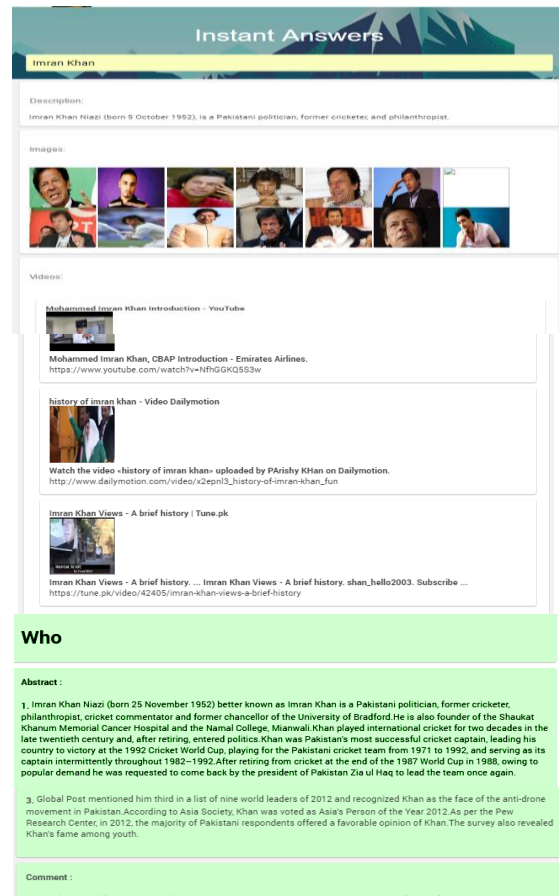 Instant Answers
Imran Khan
Description:
Imran Khan Niazi (born 5 October 1952), is a Pakistani politician, former cricketer, and philanthropist.
Images:
Videos:
Mohammed Imran Khan Introduction - YouTube
Mohammed Imran Khan, CBAP Introduction - Emirates Airlines.
https://www.youtube.com/watch?v=NfhGGKQ5S3w
history of imran khan - Video Dailymotion
Watch the video «history of imran khan» uploaded by PArishy KHan on Dailymotion.
http://www.dailymotion.com/video/x2epnl3_history-of-imran-khan_fun
Imran Khan Views - A brief history | Tune.pk
Imran Khan Views - A brief history. ... Imran Khan Views - A brief history. shan_hello2003. Subscribe ...
https://tune.pk/video/42405/imran-khan-views-a-brief-history
Who
Abstract :
1. Imran Khan Niazi (born 25 November 1952) better known as Imran Khan is a Pakistani politician, former cricketer,
philanthropist, cricket commentator and former chancellor of the University of Bradford.He is also founder of the Shaukat
Khanum Memorial Cancer Hospital and the Namal College, Mianwali.Khan played international cricket for two decades in the
late twentieth century and, after retiring, entered politics.Khan was Pakistan's most successful cricket captain, leading his
country to victory at the 1992 Cricket World Cup, playing for the Pakistani cricket team from 1971 to 1992, and serving as its
captain intermittently throughout 1982–1992.After retiring from cricket at the end of the 1987 World Cup in 1988, owing to
popular demand he was requested to come back by the president of Pakistan Zia ul Haq to lead the team once again.
3. Global Post mentioned him third in a list of nine world leaders of 2012 and recognized Khan as the face of the anti-drone
movement in Pakistan.According to Asia Society, Khan was voted as Asia's Person of the Year 2012.As per the Pew
Research Center, in 2012, the majority of Pakistani respondents offered a favorable opinion of Khan.The survey also revealed
Khan's fame among youth.
Comment :